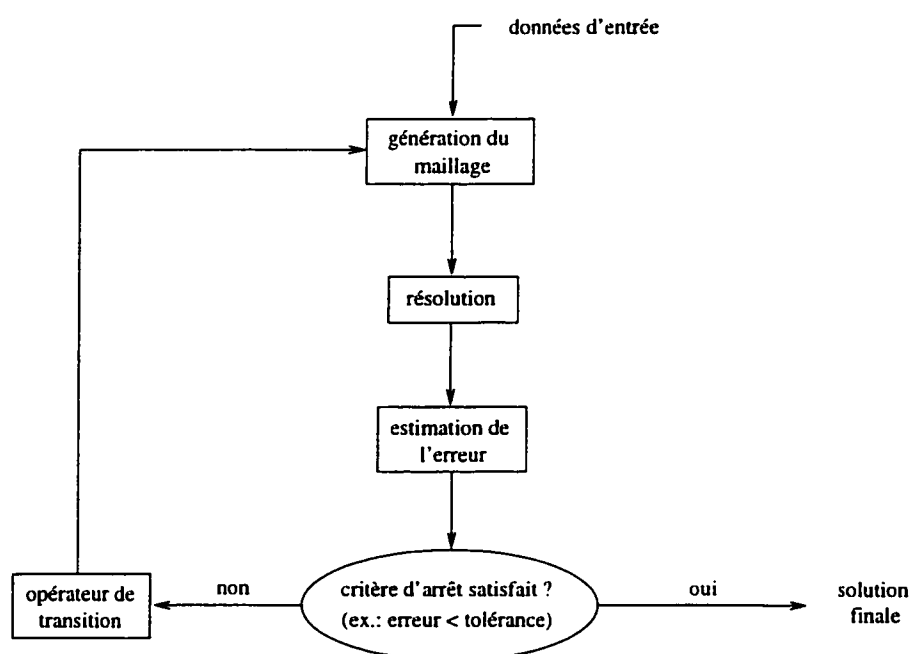 données d'entrée
génération du
maillage
résolution
estimation de
l'erreur
critère d'arrêt satisfait ?
(ex.: erreur < tolérance)
non
oui
opérateur de
transition
solution
finale